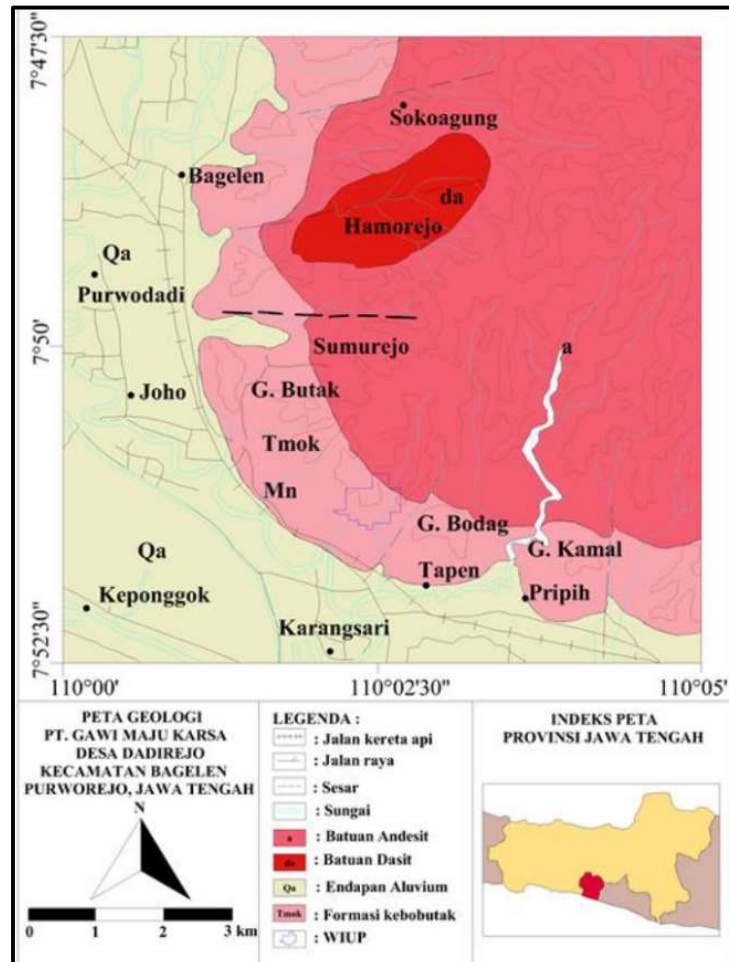 7°47'30"
Sokoagung
Bagelen
da
Hamorejo
Qa
Purwodadi
7°50'
Sumurejo
a
G. Butak
Joho
Tmok
Mn
G. Bodag
Qa
G. Kamal
Tapen
Keponggok
Pripih
Karangsari
7°52'30"
110°00' 110°02'30" 110°05'
PETA GEOLOGI
PT. GAWI MAJU KARSA
DESA DADIREJO
KECAMATAN BAGELEN
PURWOREJO, JAWA TENGAH
N
0 1 2 3 km
LEGENDA :
: Jalan kereta api
: Jalan raya
: Sesar
: Sungai
a : Batuan Andesit
da : Batuan Dasit
Qa : Endapan Aluvium
Tmok : Formasi kebobutak
: WIUP
INDEKS PETA
PROVINSI JAWA TENGAH